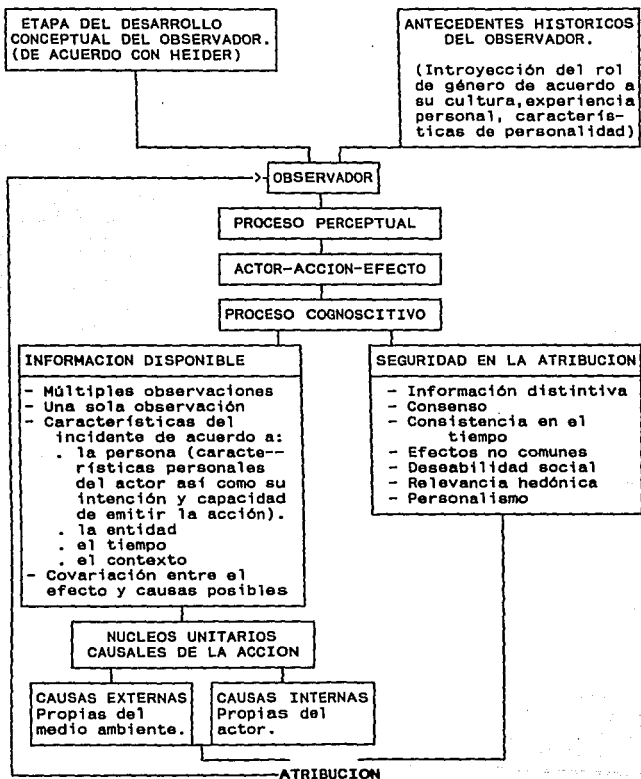 ETAPA DEL DESARROLLO
CONCEPTUAL DEL OBSERVADOR.
(DE ACUERDO CON HEIDER)
ANTECEDENTES HISTORICOS
DEL OBSERVADOR.
(Introyección del rol
de género de acuerdo a
su cultura,experiencia
personal, caracterís-
ticas de personalidad)
OBSERVADOR
PROCESO PERCEPTUAL
ACTOR-ACCION-EFECTO
PROCESO COGNOSCITIVO
INFORMACION DISPONIBLE
- Múltiples observaciones
- Una sola observación
- Características del
incidente de acuerdo a:
. la persona (caracte--
rísticas personales
del actor así como su
intención y capacidad
de emitir la acción).
. la entidad
. el tiempo
. el contexto
- Covariación entre el
efecto y causas posibles
SEGURIDAD EN LA ATRIBUCION
- Información distintiva
- Consenso
- Consistencia en el
tiempo
- Efectos no comunes
- Deseabilidad social
- Relevancia hedónica
- Personalismo
NUCLEOS UNITARIOS
CAUSALES DE LA ACCION
CAUSAS EXTERNAS
Propias del
medio ambiente.
CAUSAS INTERNAS
Propias del
actor.
ATRIBUCION